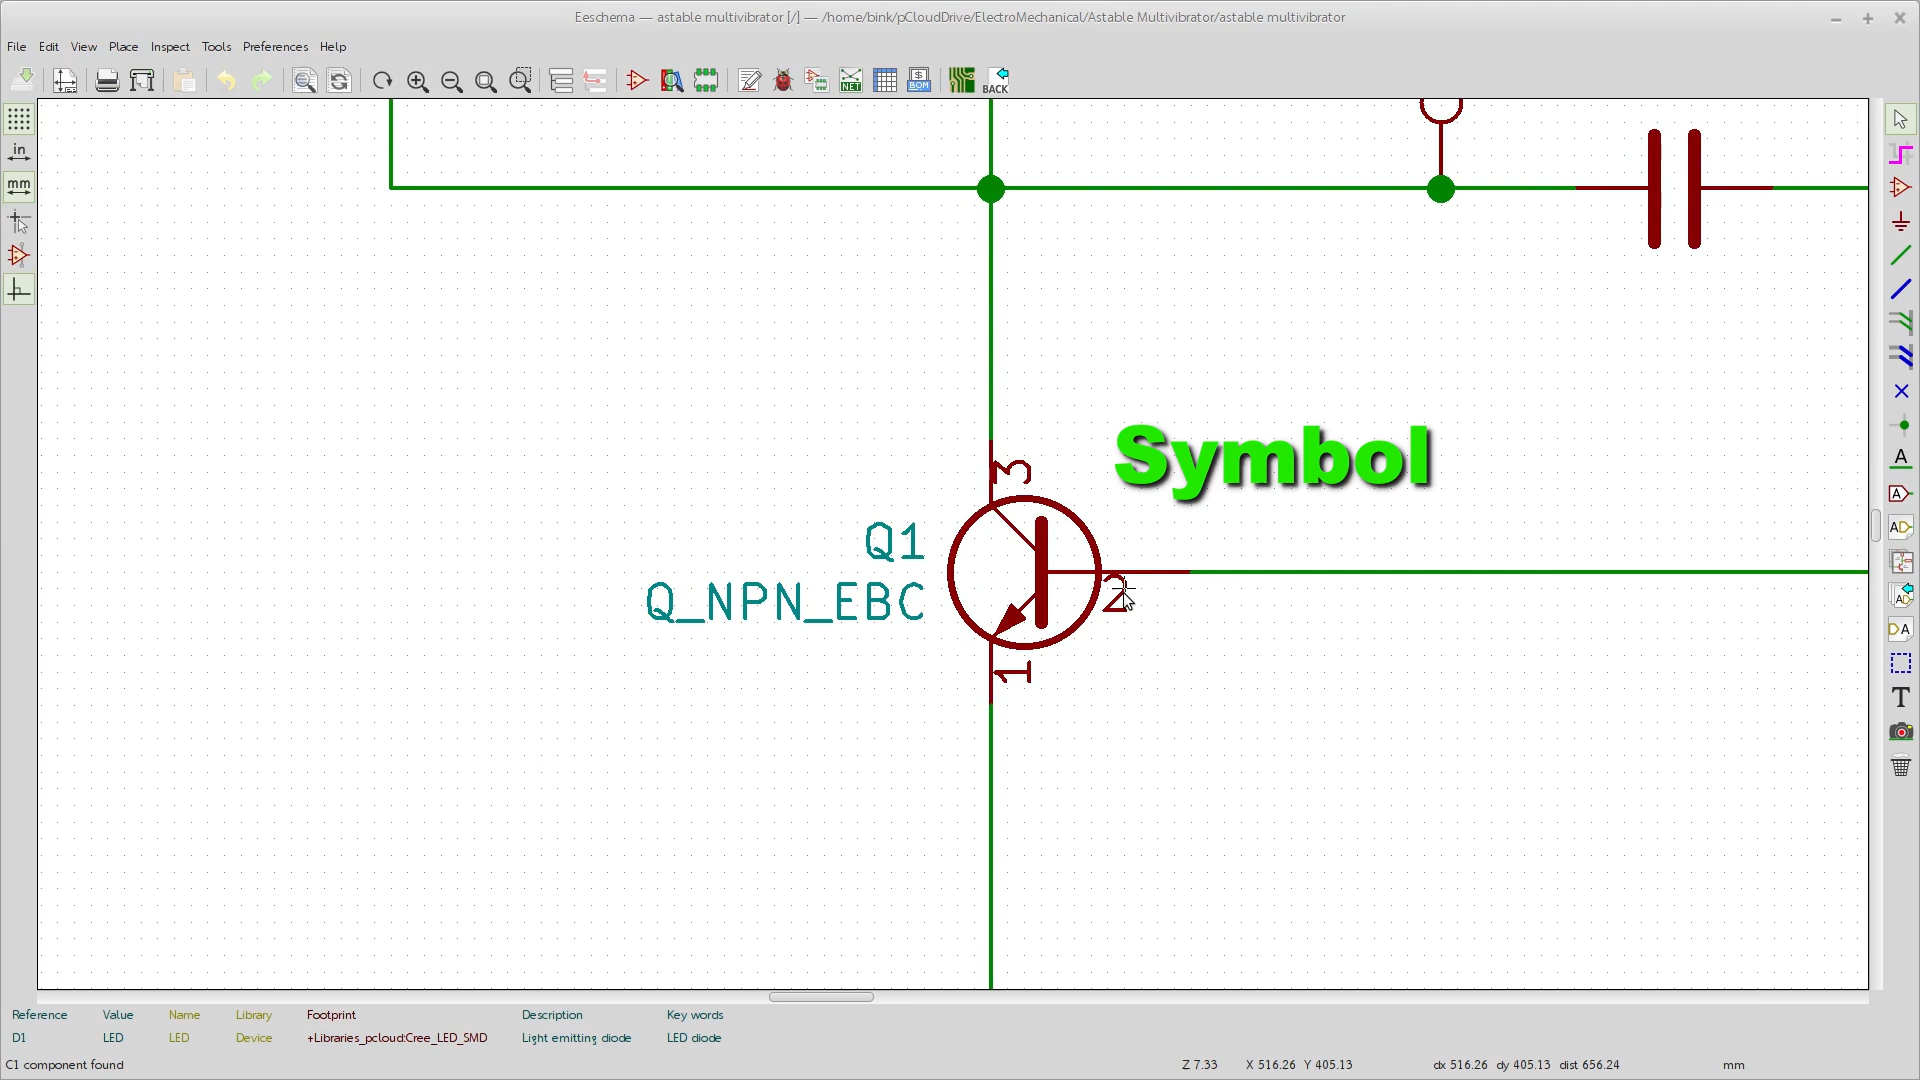 Eeschema — astable multivibrator [/] — /home/bink/pCloudDrive/ElectroMechanical/Astable Multivibrator/astable multivibrator
File Edit View Place Inspect Tools Preferences Help
NET
BOM
BACK
in
mm
3
Symbol
Q1
Q_NPN_EBC
2
1
A
A
A
A
A
T
Reference Value Name Library Footprint Description Key words
D1 LED LED Device +Libraries_pcloud:Cree_LED_SMD Light emitting diode LED diode
C1 component found Z 7.33 X 516.26 Y 405.13 dx 516.26 dy 405.13 dist 656.24 mm